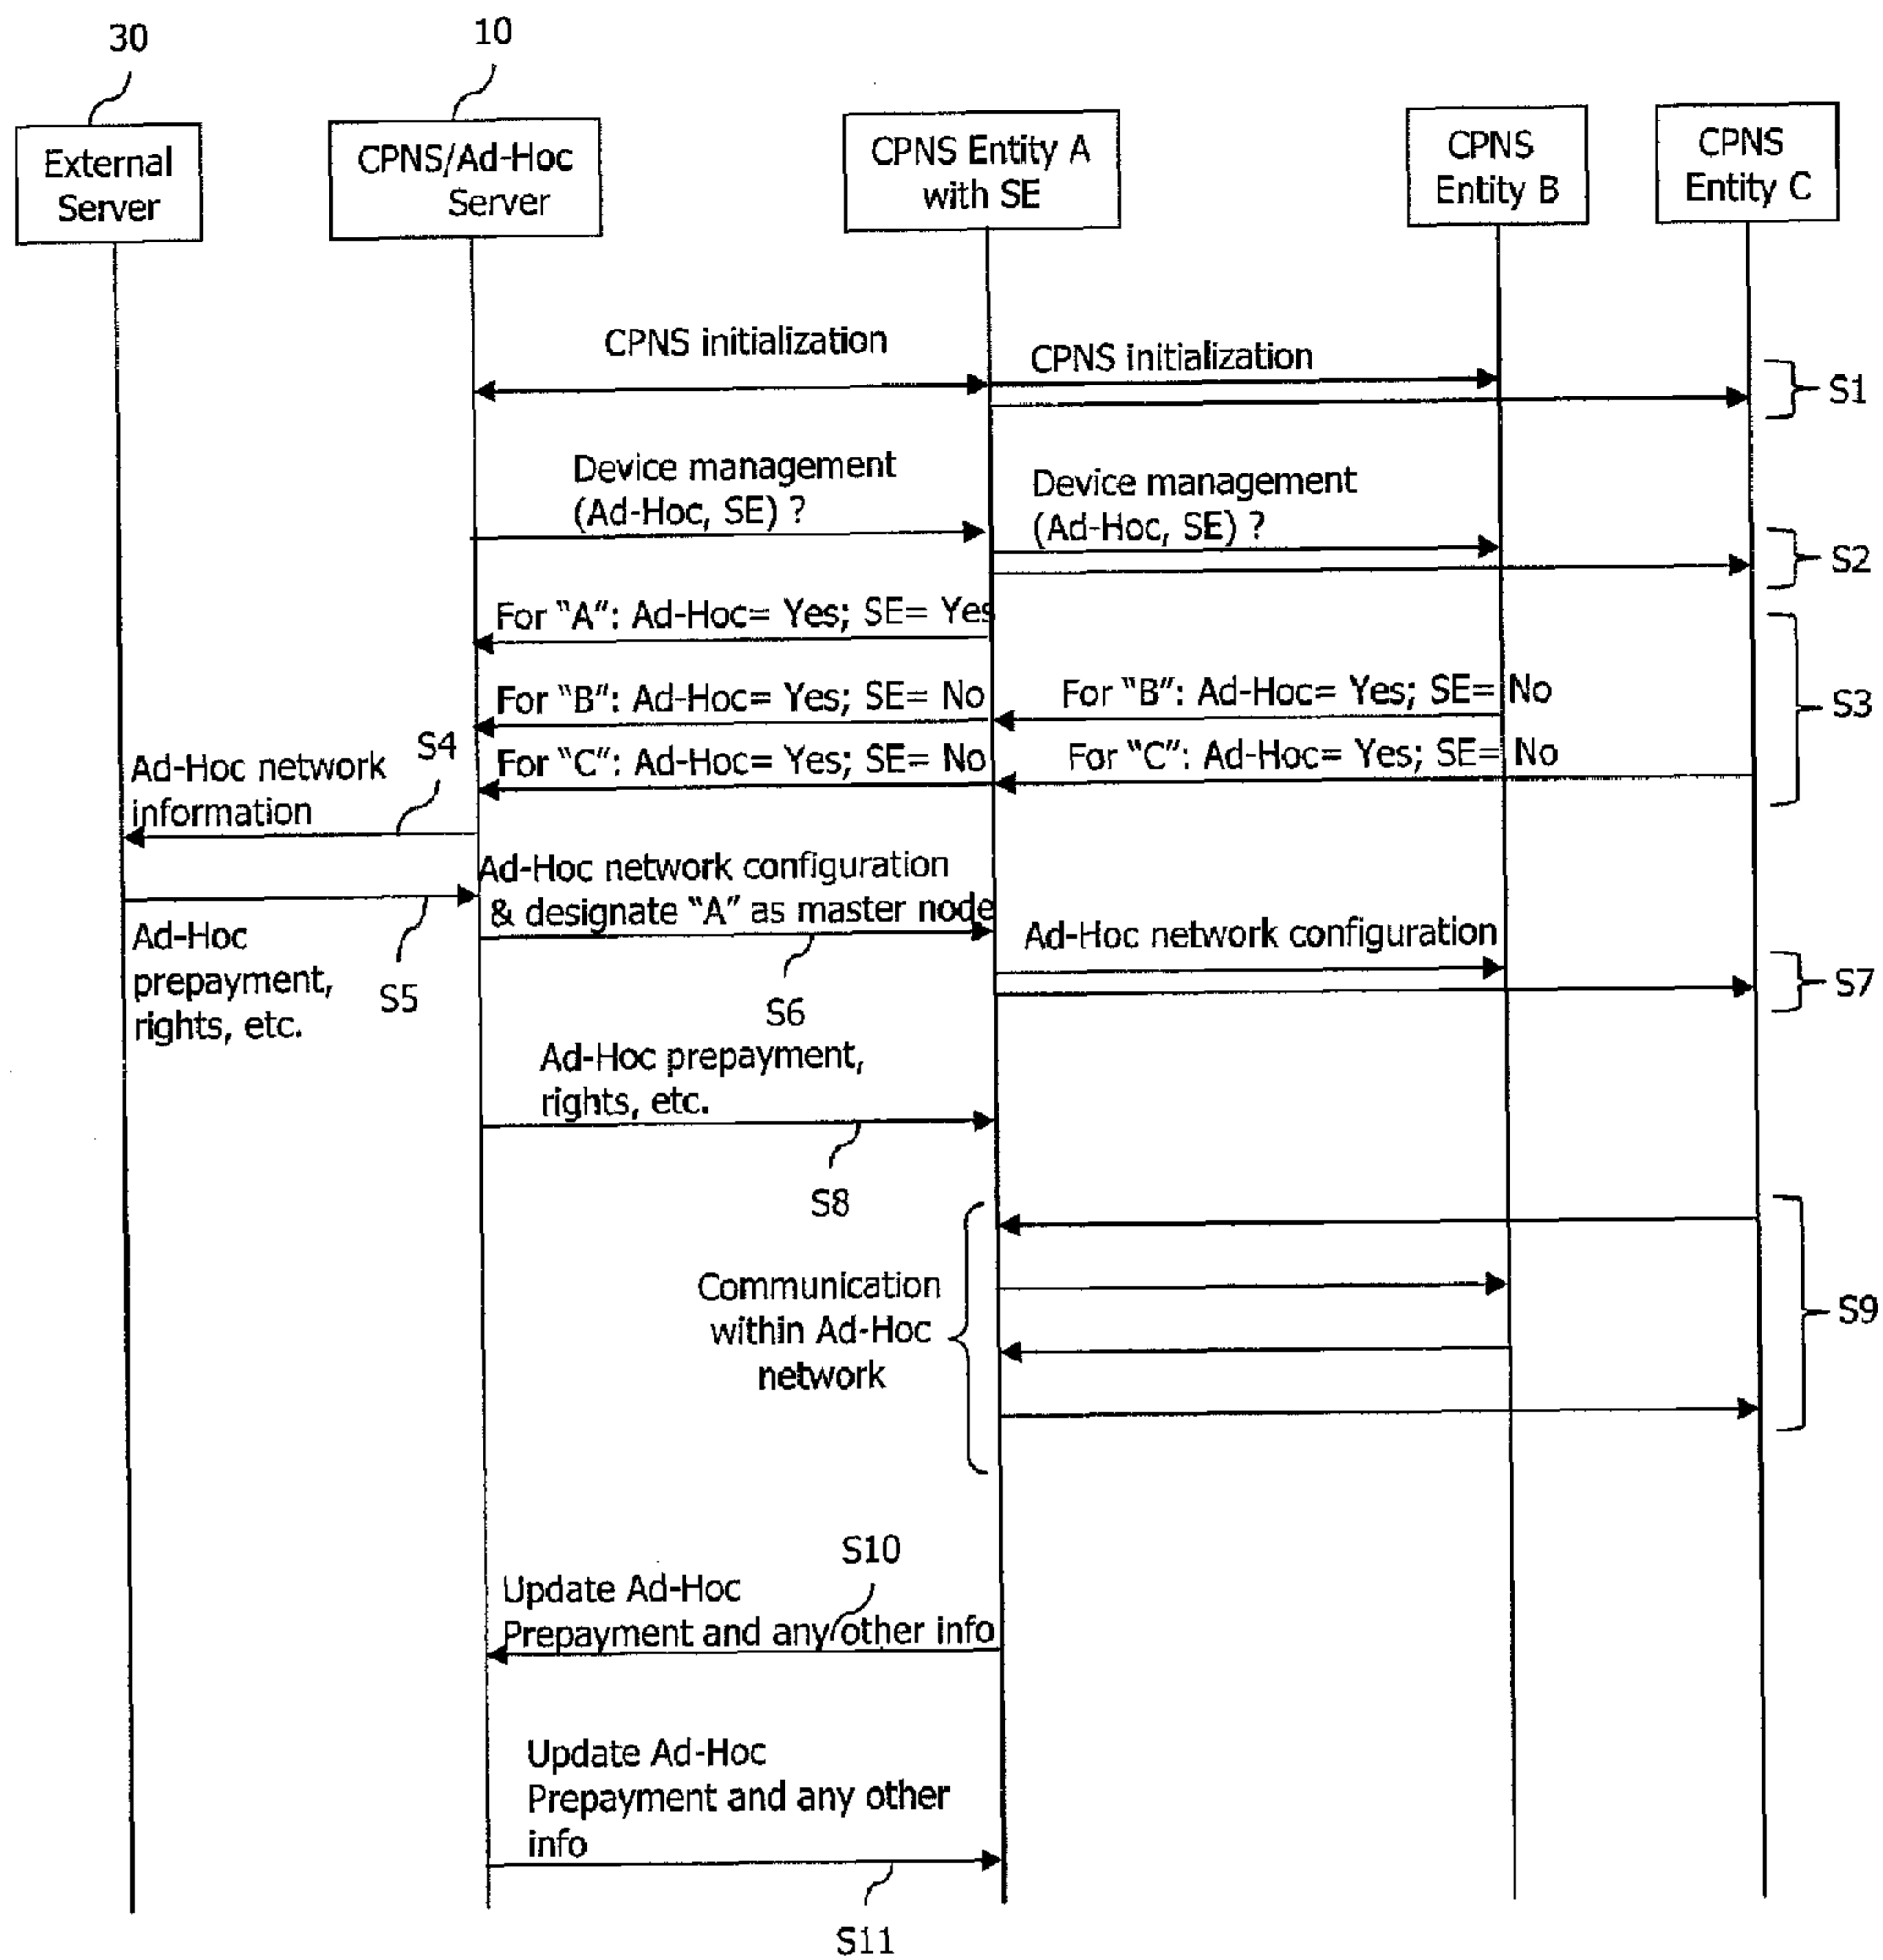 30
10
External
Server
CPNS/Ad-Hoc
Server
CPNS Entity A
with SE
CPNS
Entity B
CPNS
Entity C
CPNS initialization
CPNS initialization
S1
Device management
(Ad-Hoc, SE) ?
Device management
(Ad-Hoc, SE) ?
S2
For "A": Ad-Hoc= Yes; SE= Yes
For "B": Ad-Hoc= Yes; SE= No
For "B": Ad-Hoc= Yes; SE= No
S3
For "C": Ad-Hoc= Yes; SE= No
For "C": Ad-Hoc= Yes; SE= No
S4
Ad-Hoc network
information
Ad-Hoc network configuration
& designate "A" as master node
S5
Ad-Hoc
prepayment,
rights, etc.
S6
Ad-Hoc network configuration
S7
Ad-Hoc prepayment,
rights, etc.
S8
Communication
within Ad-Hoc
network
S9
S10
Update Ad-Hoc
Prepayment and any other info
Update Ad-Hoc
Prepayment and any other
info
S11